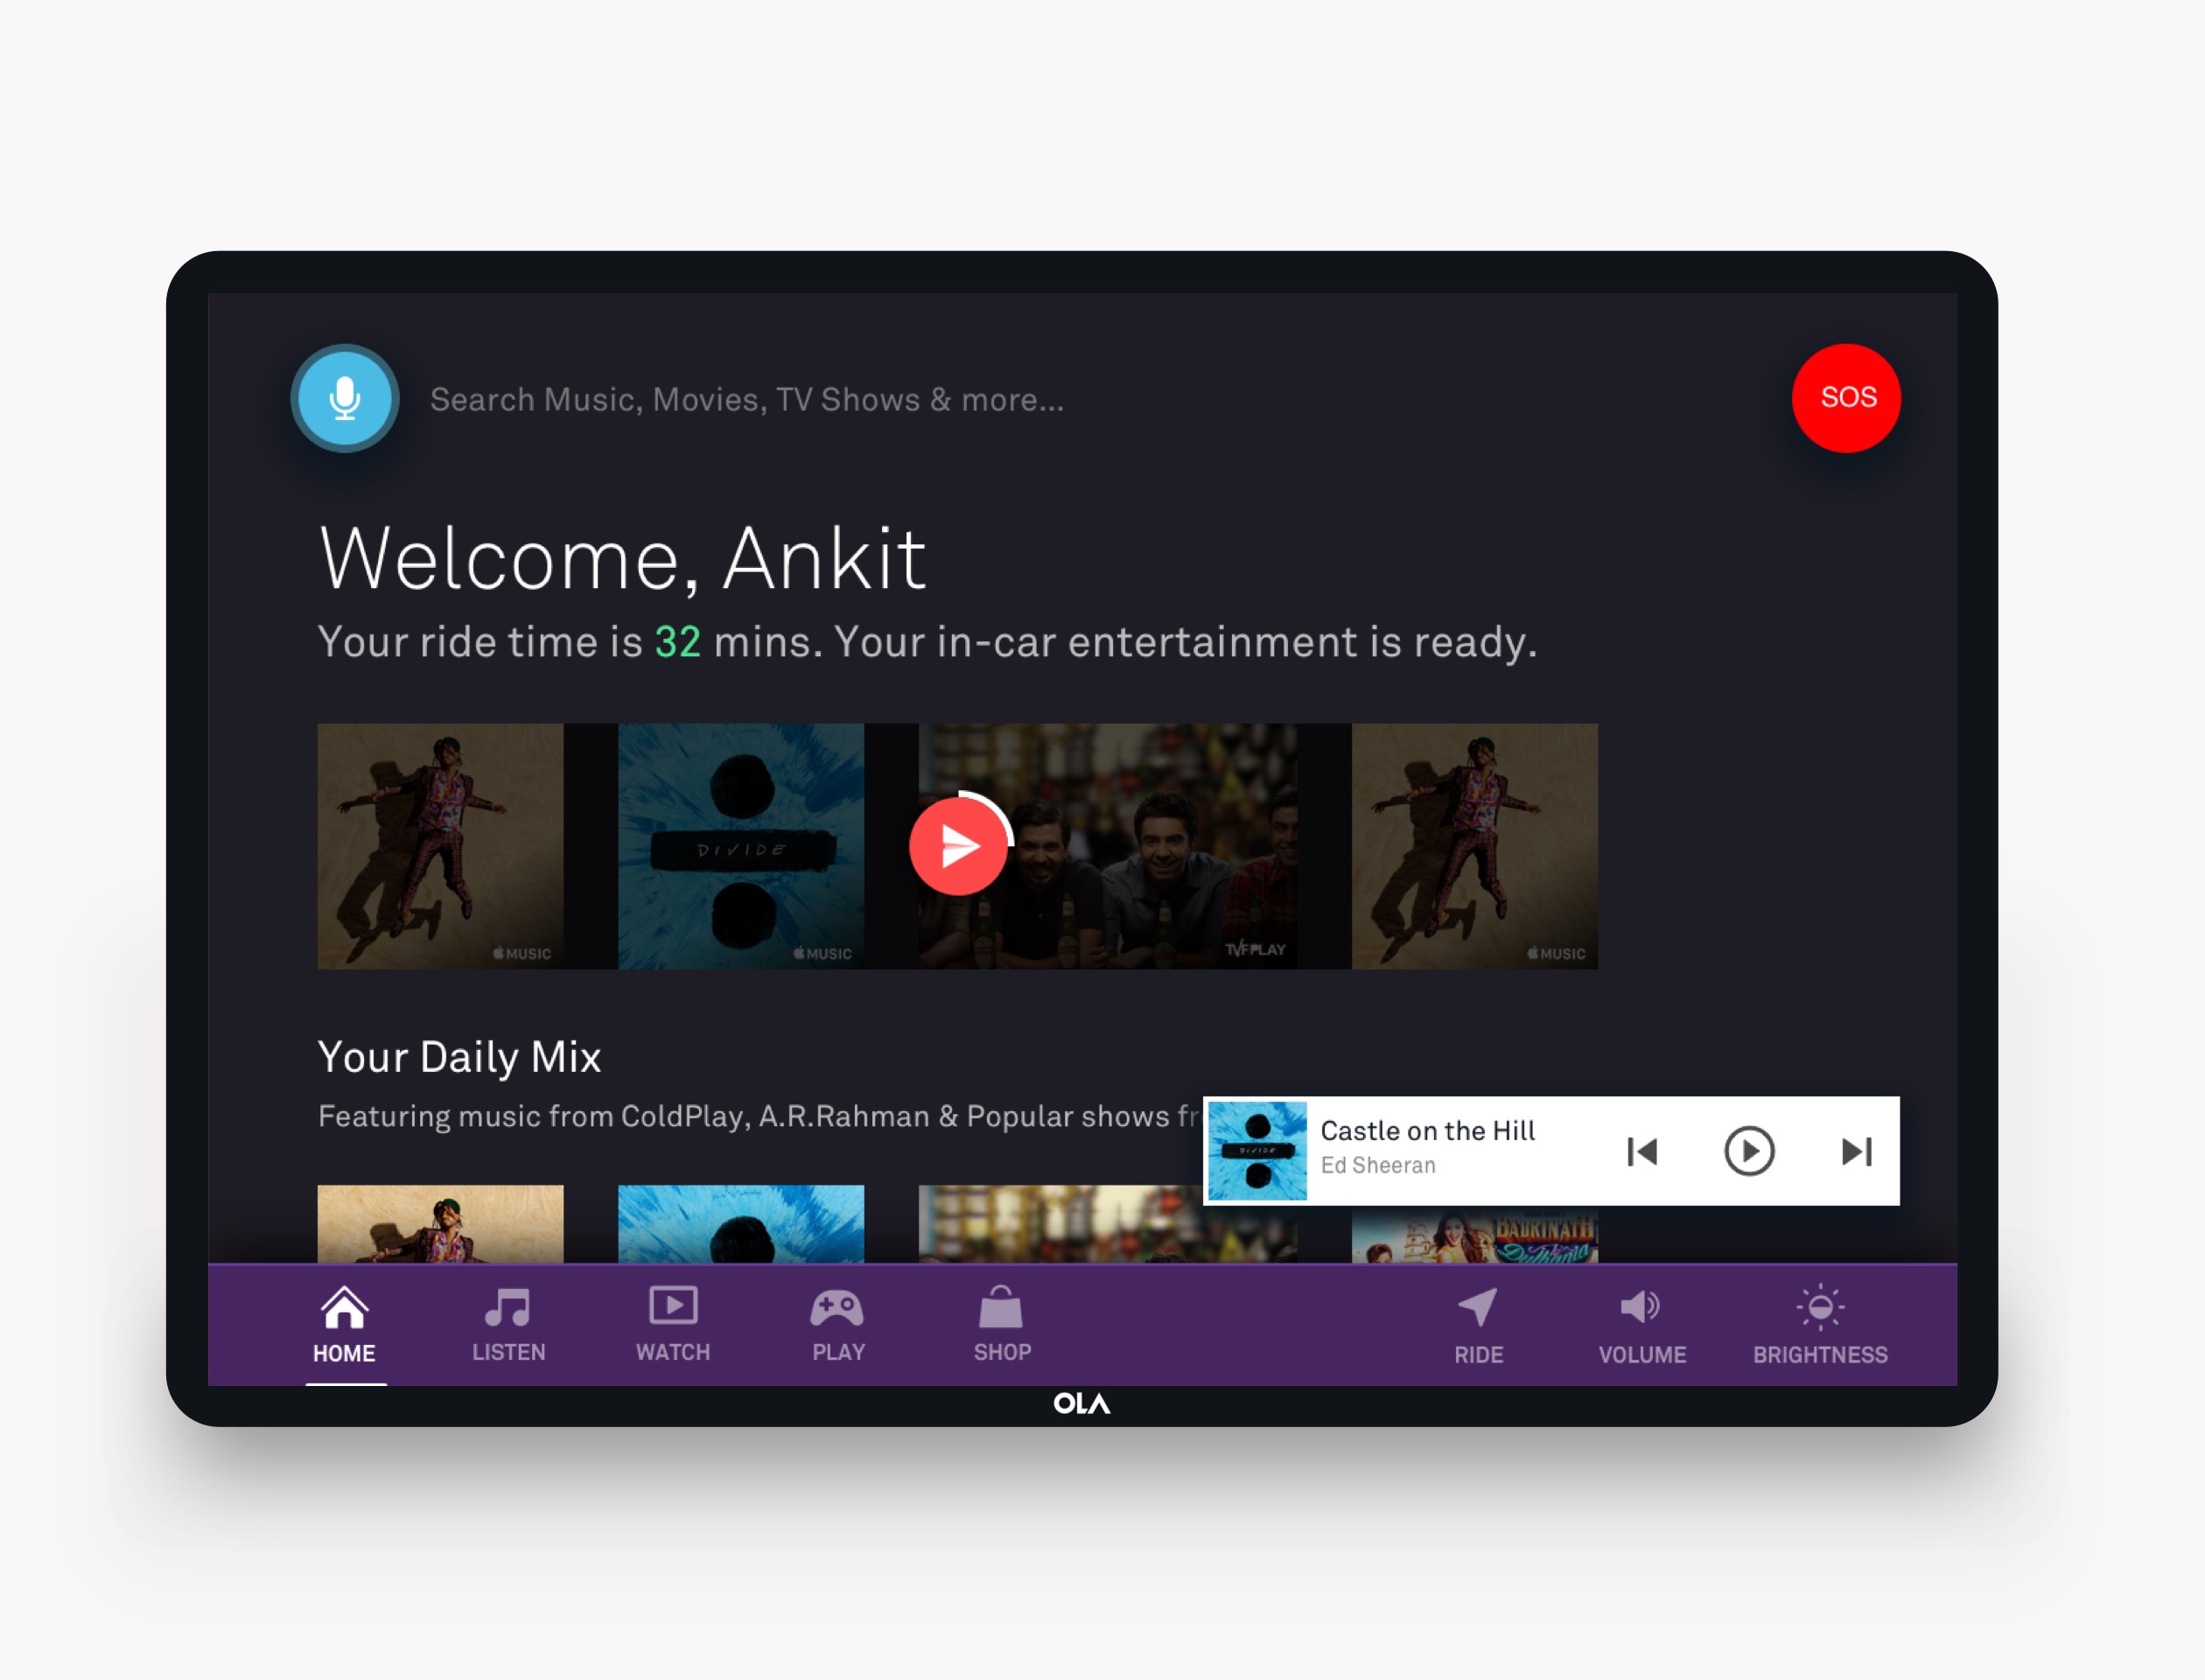 Search Music, Movies, TV Shows & more...
SOS
Welcome, Ankit
Your ride time is 32 mins. Your in-car entertainment is ready.
DIVIDE
MUSIC
MUSIC
TVFPLAY
MUSIC
Your Daily Mix
Featuring music from ColdPlay, A.R.Rahman & Popular shows fr
DIVIDE
Castle on the Hill
Ed Sheeran
BADRINATH
Dulhania
HOME
LISTEN
WATCH
PLAY
SHOP
RIDE
VOLUME
BRIGHTNESS
OLA